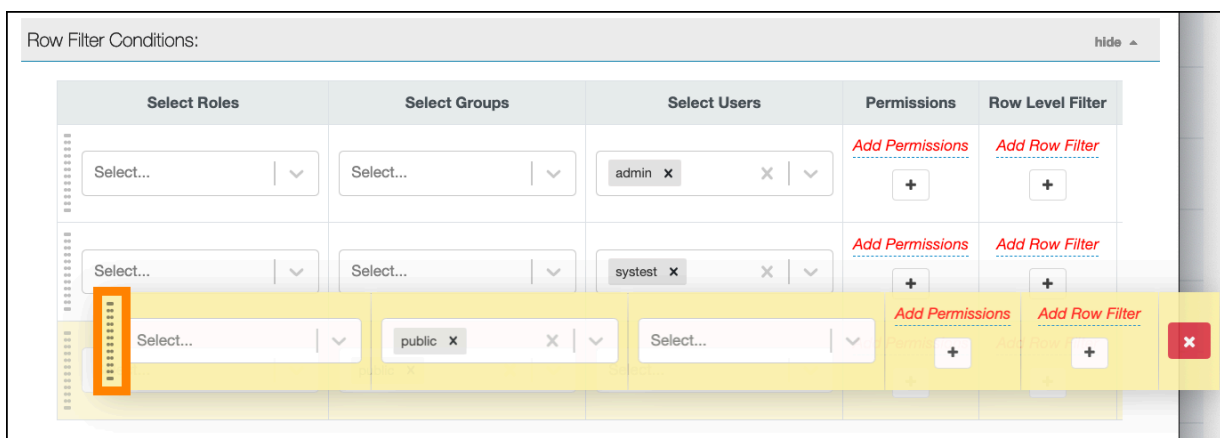 Row Filter Conditions: hide
Select Roles Select Groups Select Users Permissions Row Level Filter
Add Permissions Add Row Filter
Select... Select... admin
Add Permissions Add Row Filter
Select... Select... systest
Add Permissions Add Row Filter
Select... public Select...
public